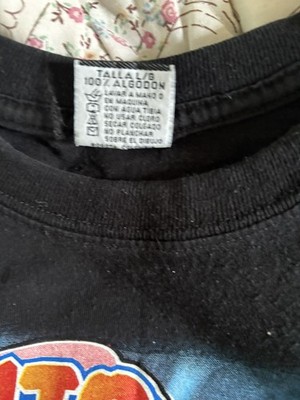 TALLA L/G
100% ALGODON
LAVAR A MANO O
EN MAQUINA
CON AGUA TIBIA
NO USAR CLORO
SECAR COLGADO
NO PLANCHAR
SOBRE EL DIBUJO